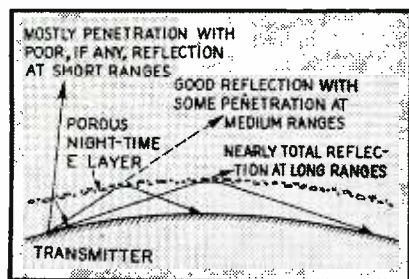 MOSTLY PENETRATION WITH
POOR, IF ANY, REFLECTION
AT SHORT RANGES
GOOD REFLECTION WITH
SOME PENETRATION AT
MEDIUM RANGES
POROUS
NIGHT-TIME
E LAYER
NEARLY TOTAL REFLEC-
TION AT LONG RANGES
TRANSMITTER